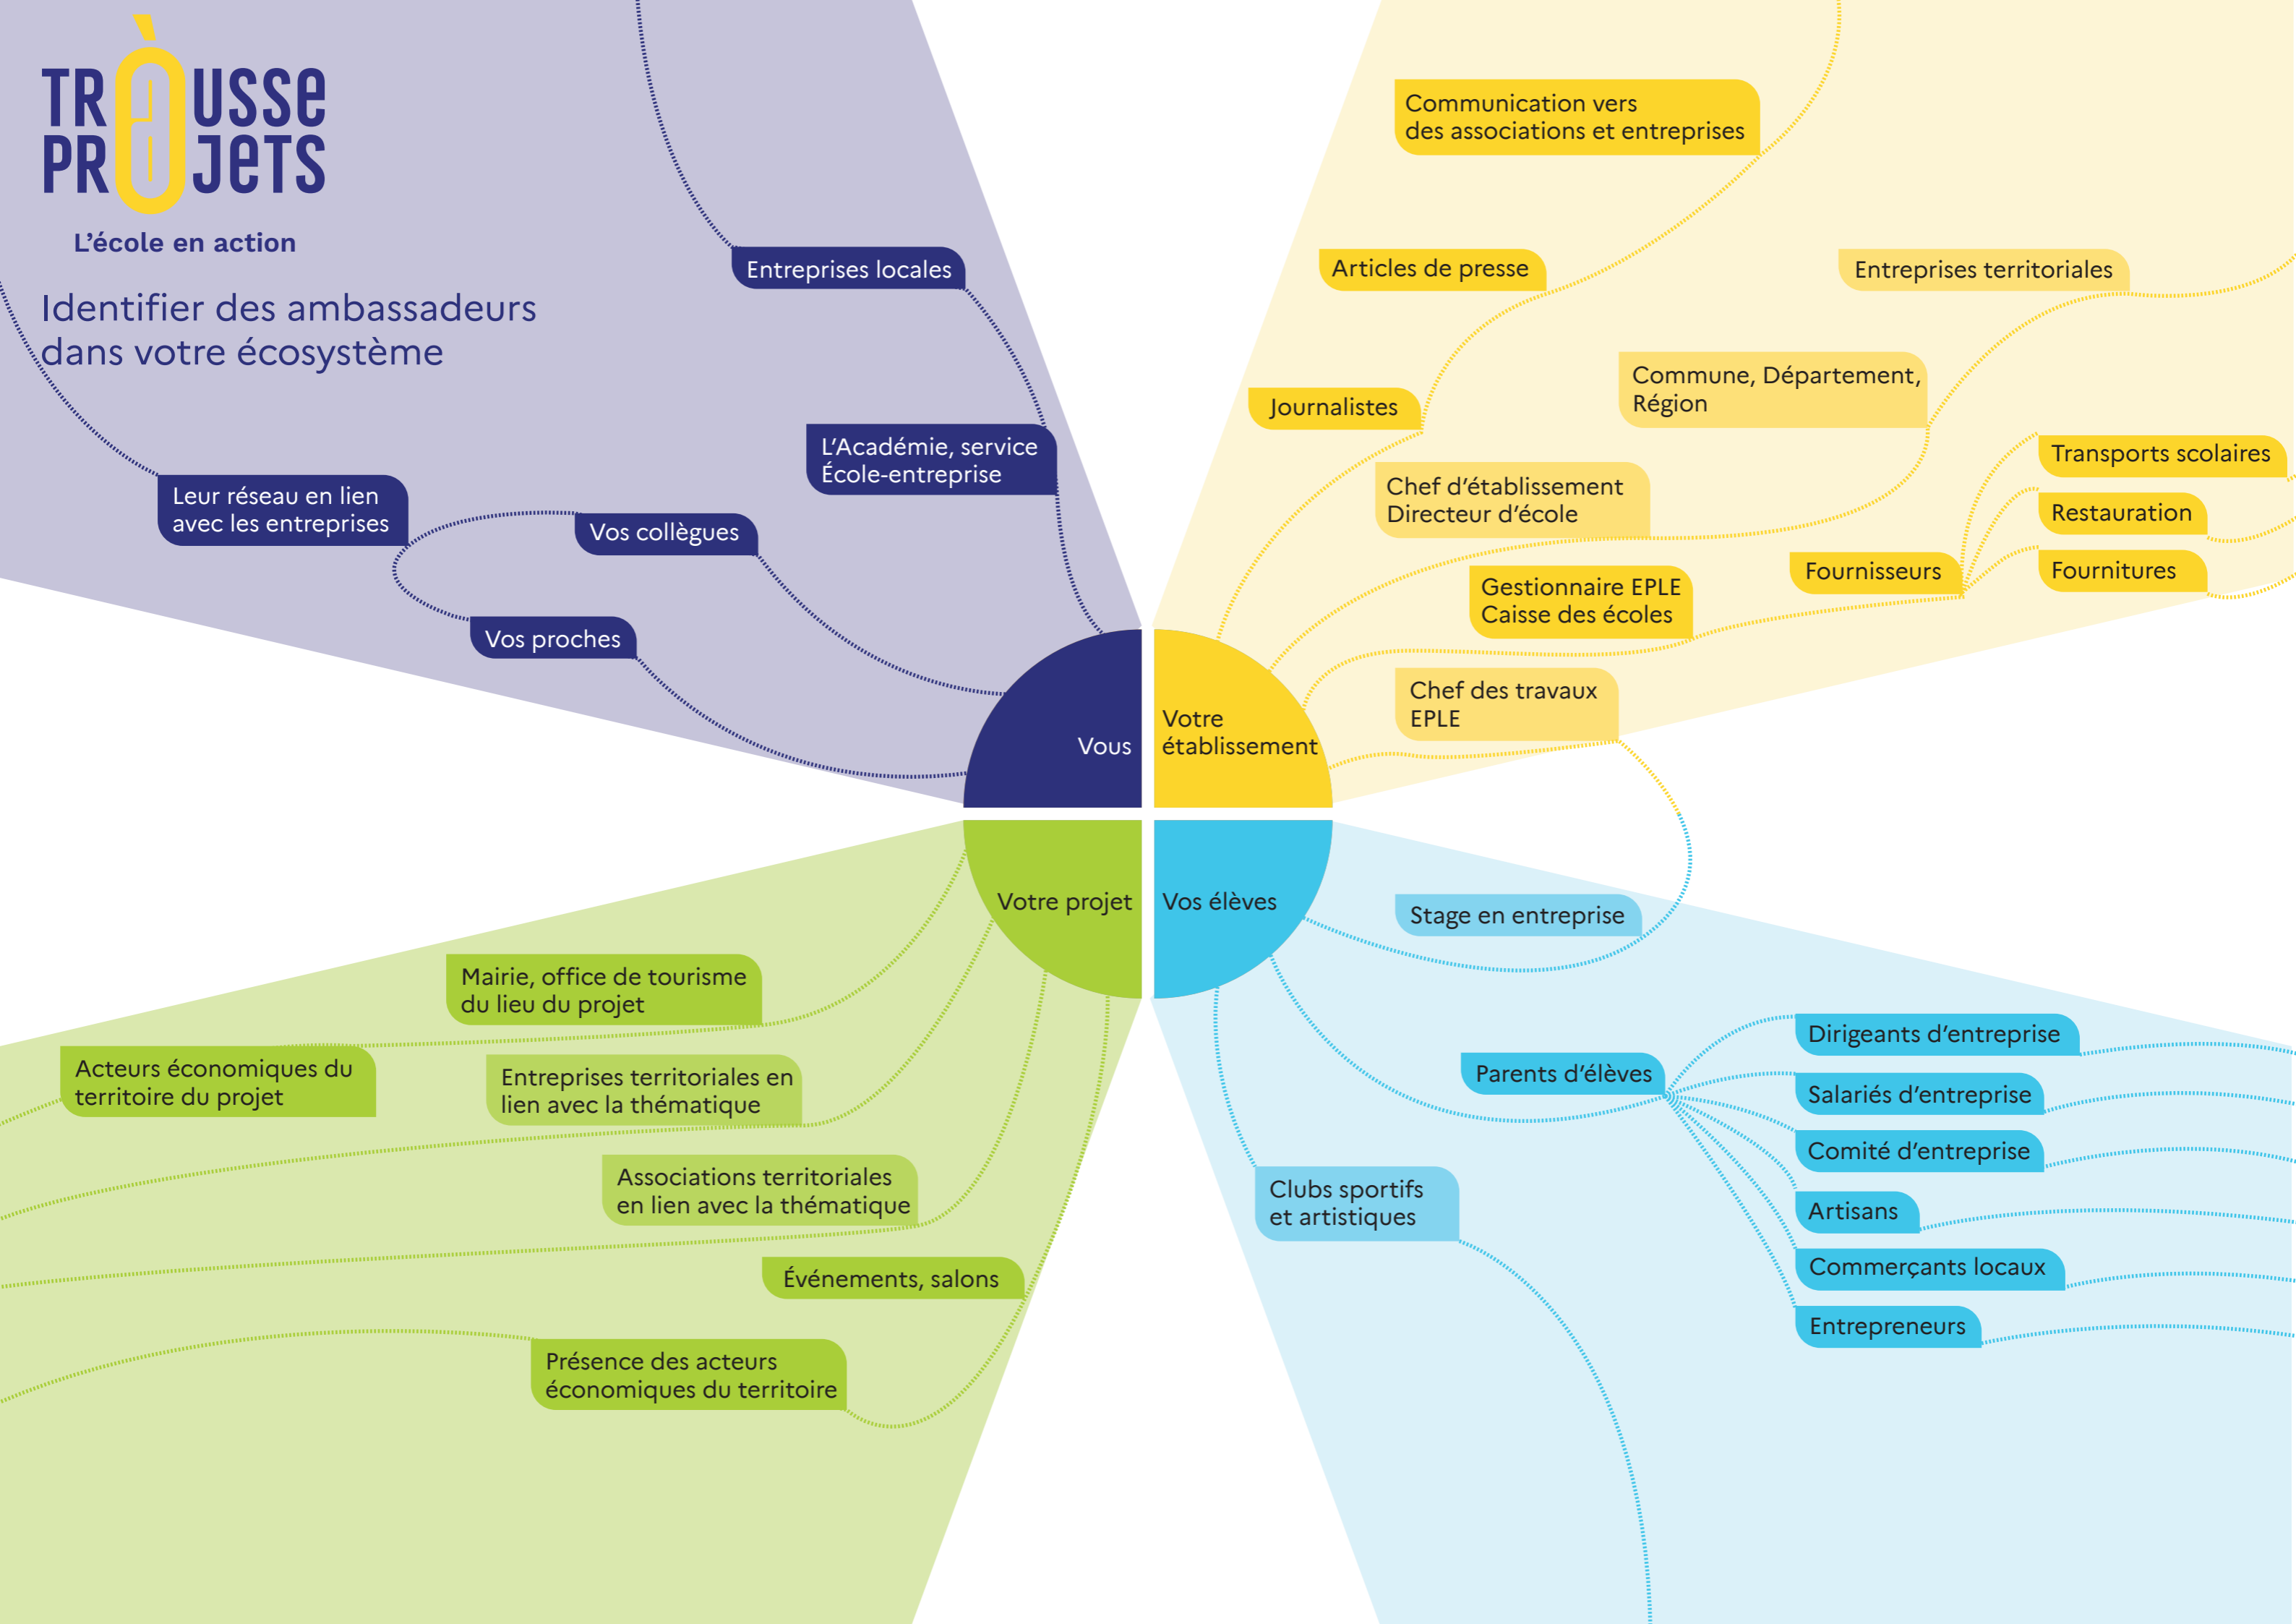 TROUSSE
À
PROJETS
L'école en action
Identifier des ambassadeurs
dans votre écosystème
Entreprises locales
L'Académie, service
École-entreprise
Leur réseau en lien
avec les entreprises
Vos collègues
Vos proches
Vous
Communication vers
des associations et entreprises
Articles de presse
Entreprises territoriales
Journalistes
Commune, Département,
Région
Chef d'établissement
Directeur d'école
Transports scolaires
Restauration
Fournitures
Fournisseurs
Gestionnaire EPLE
Caisse des écoles
Chef des travaux
EPLE
Votre
établissement
Votre projet
Mairie, office de tourisme
du lieu du projet
Acteurs économiques du
territoire du projet
Entreprises territoriales en
lien avec la thématique
Associations territoriales
en lien avec la thématique
Événements, salons
Présence des acteurs
économiques du territoire
Vos élèves
Stage en entreprise
Parents d'élèves
Dirigeants d'entreprise
Salariés d'entreprise
Comité d'entreprise
Artisans
Commerçants locaux
Entrepreneurs
Clubs sportifs
et artistiques